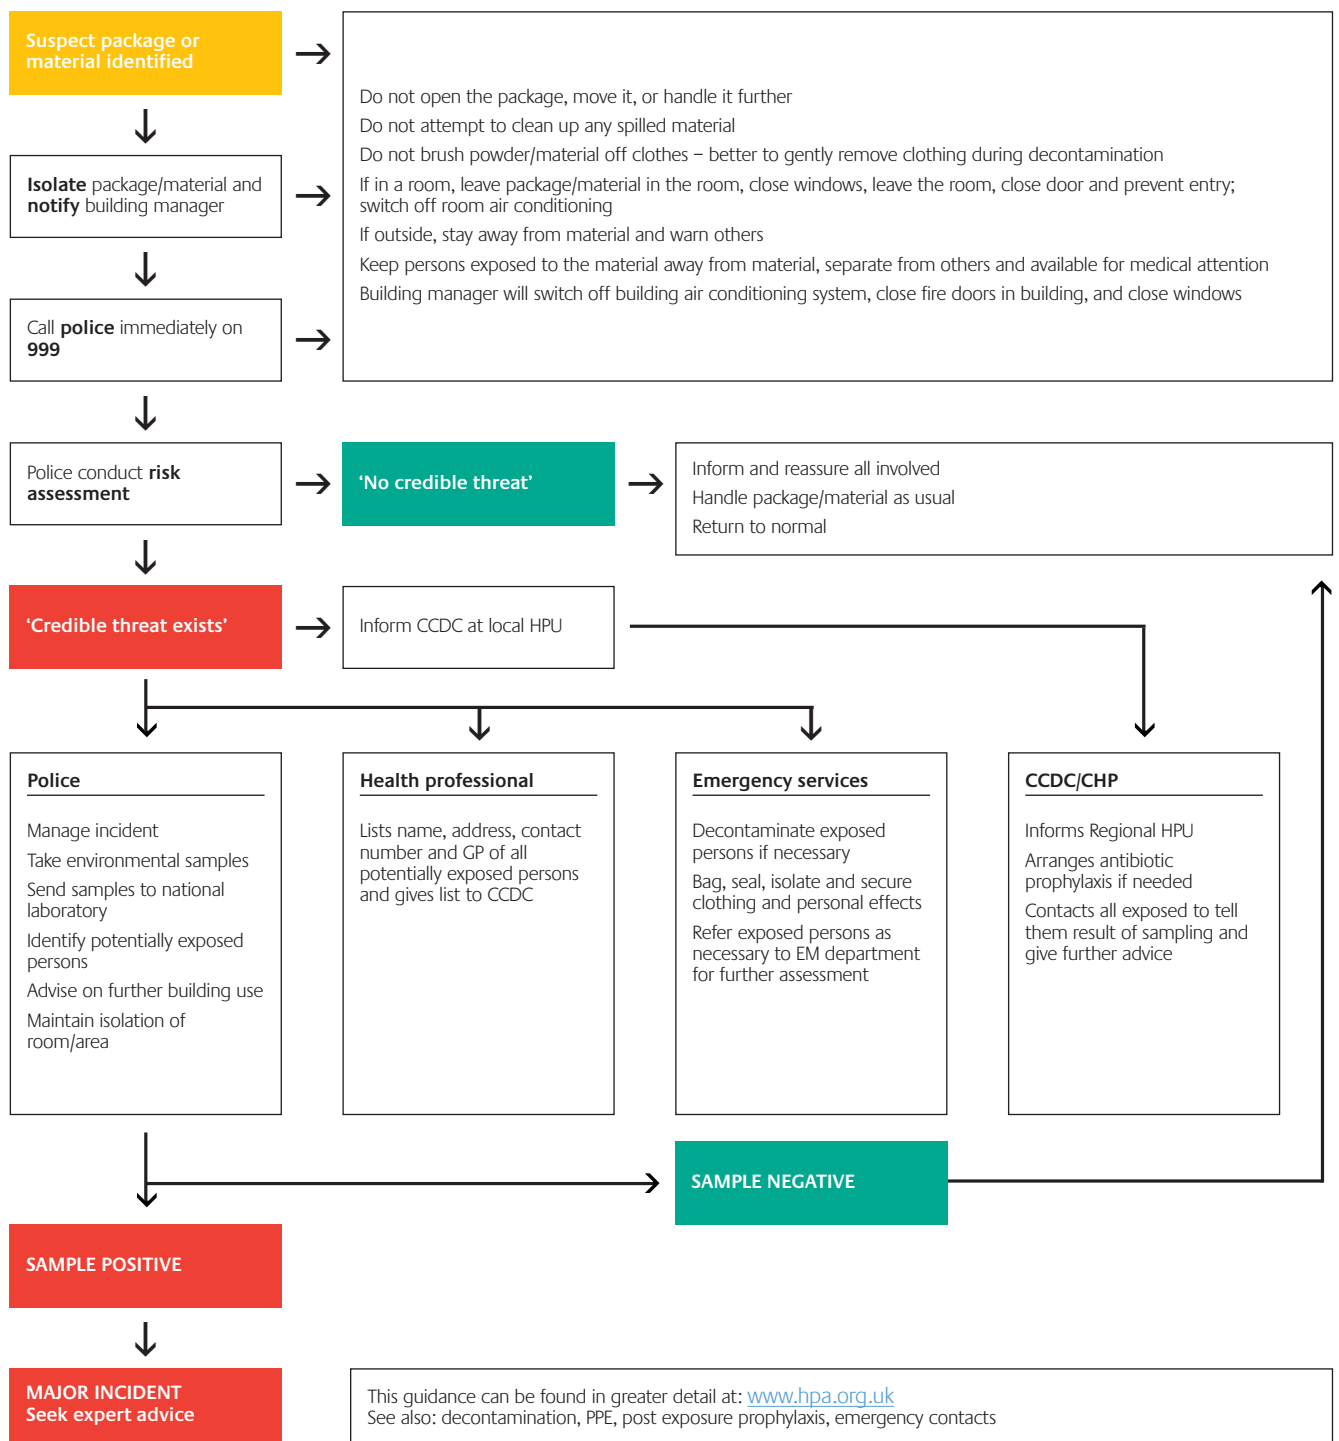 Suspect package or
material identified
Do not open the package, move it, or handle it further
Do not attempt to clean up any spilled material
Do not brush powder/material off clothes – better to gently remove clothing during decontamination
If in a room, leave package/material in the room, close windows, leave the room, close door and prevent entry;
switch off room air conditioning
If outside, stay away from material and warn others
Keep persons exposed to the material away from material, separate from others and available for medical attention
Building manager will switch off building air conditioning system, close fire doors in building, and close windows
Isolate package/material and
notify building manager
Call police immediately on
999
Police conduct risk
assessment
‘No credible threat’
Inform and reassure all involved
Handle package/material as usual
Return to normal
‘Credible threat exists’
Inform CCDC at local HPU
Police
Manage incident
Take environmental samples
Send samples to national
laboratory
Identify potentially exposed
persons
Advise on further building use
Maintain isolation of
room/area
Health professional
Lists name, address, contact
number and GP of all
potentially exposed persons
and gives list to CCDC
Emergency services
Decontaminate exposed
persons if necessary
Bag, seal, isolate and secure
clothing and personal effects
Refer exposed persons as
necessary to EM department
for further assessment
CCDC/CHP
Informs Regional HPU
Arranges antibiotic
prophylaxis if needed
Contacts all exposed to tell
them result of sampling and
give further advice
SAMPLE NEGATIVE
SAMPLE POSITIVE
MAJOR INCIDENT
Seek expert advice
This guidance can be found in greater detail at: www.hpa.org.uk
See also: decontamination, PPE, post exposure prophylaxis, emergency contacts